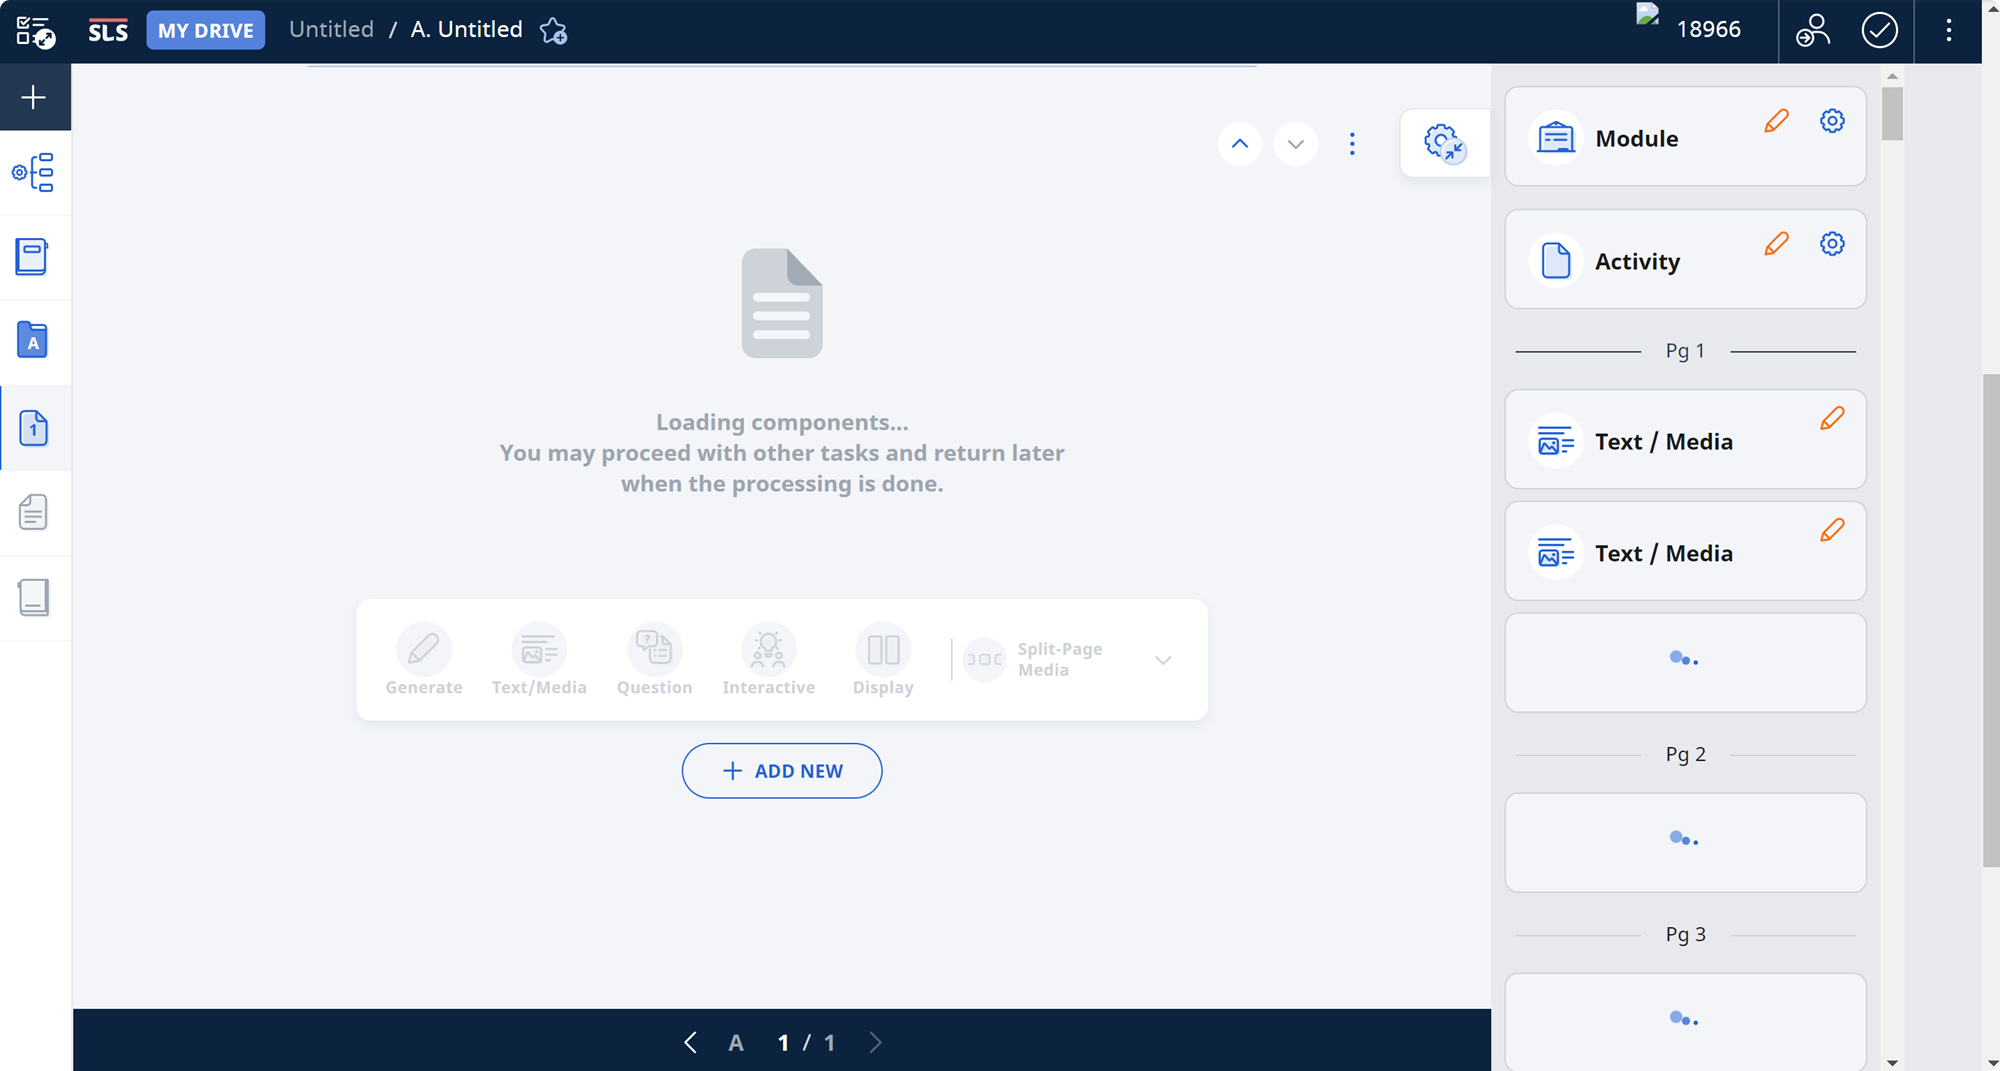 SLS
MY DRIVE
Untitled / A. Untitled
18966
A
1
Loading components...
You may proceed with other tasks and return later
when the processing is done.
Generate
Text/Media
Question
?
Interactive
Display
Split-Page
Media
+ ADD NEW
A 1 / 1
Module
Activity
Pg 1
Text / Media
Text / Media
Pg 2
Pg 3